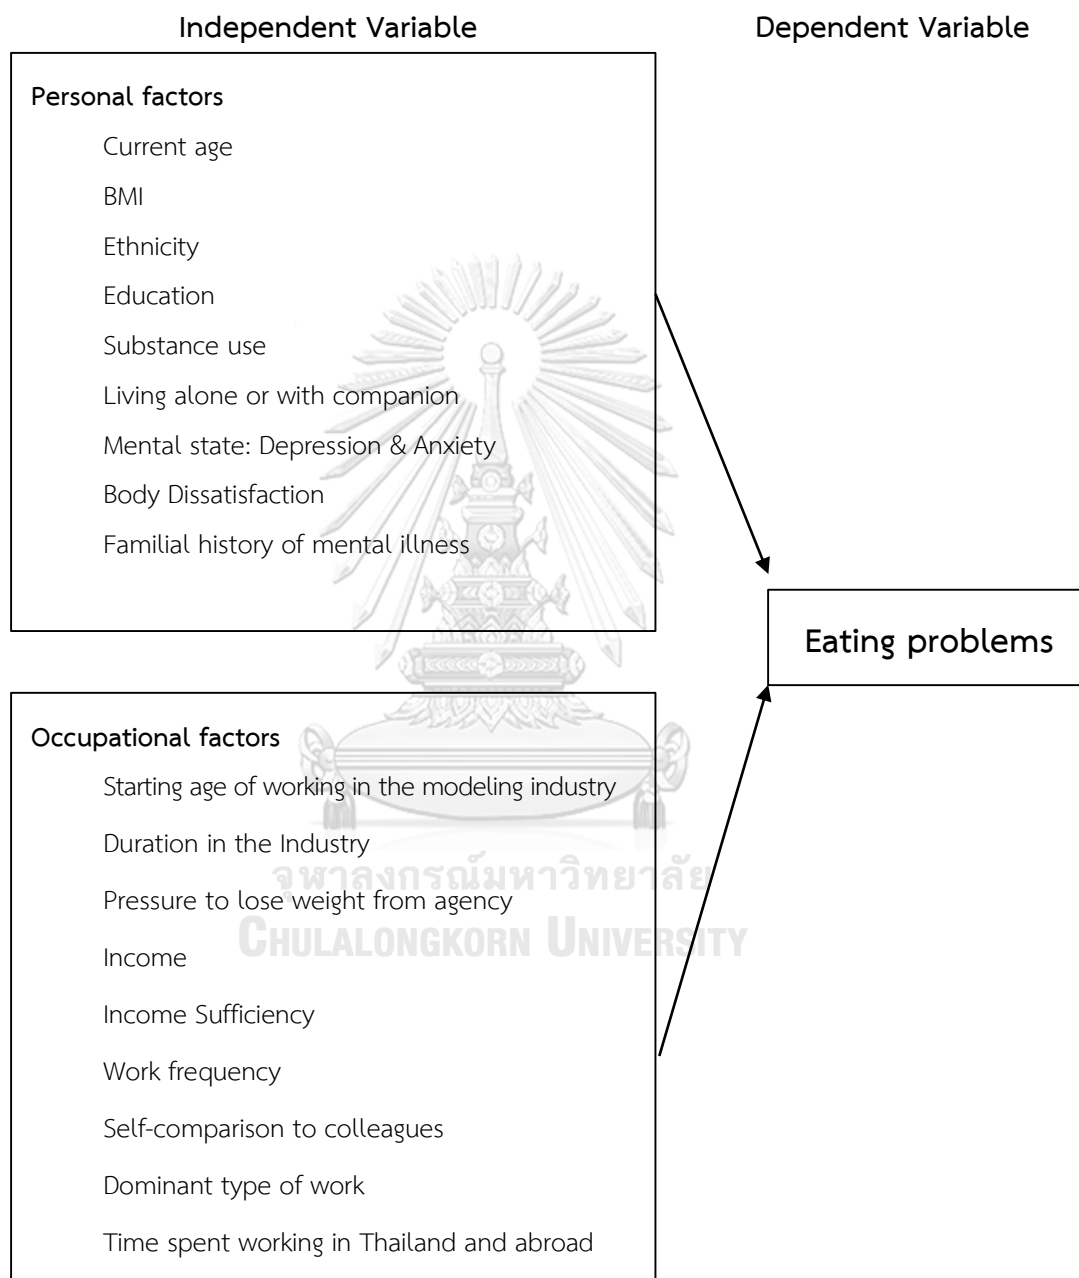 Independent Variable
Dependent Variable
Personal factors
Current age
BMI
Ethnicity
Education
Substance use
Living alone or with companion
Mental state: Depression & Anxiety
Body Dissatisfaction
Familial history of mental illness
Eating problems
Occupational factors
Starting age of working in the modeling industry
Duration in the Industry
จุฬาลงกรณ์มหาวิทยาลัย
Pressure to lose weight from agency
CHULALONGKORN UNIVERSITY
Income
Income Sufficiency
Work frequency
Self-comparison to colleagues
Dominant type of work
Time spent working in Thailand and abroad